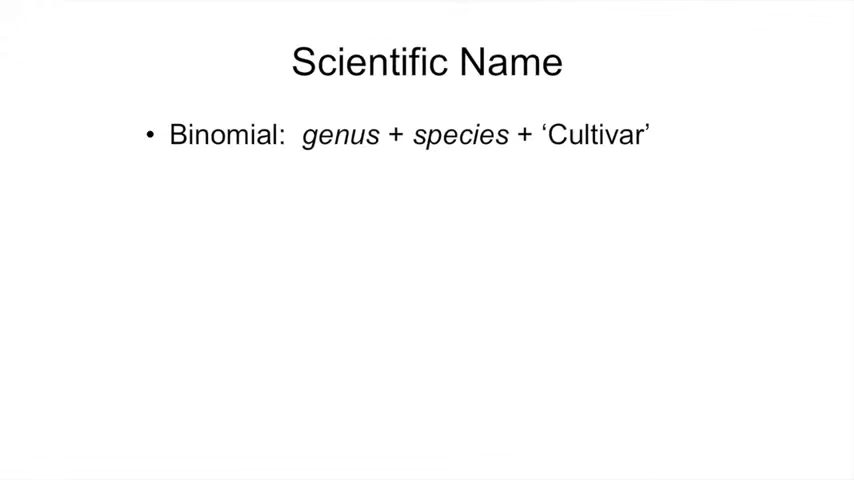 Scientific Name
• Binomial: genus + species + ‘Cultivar’